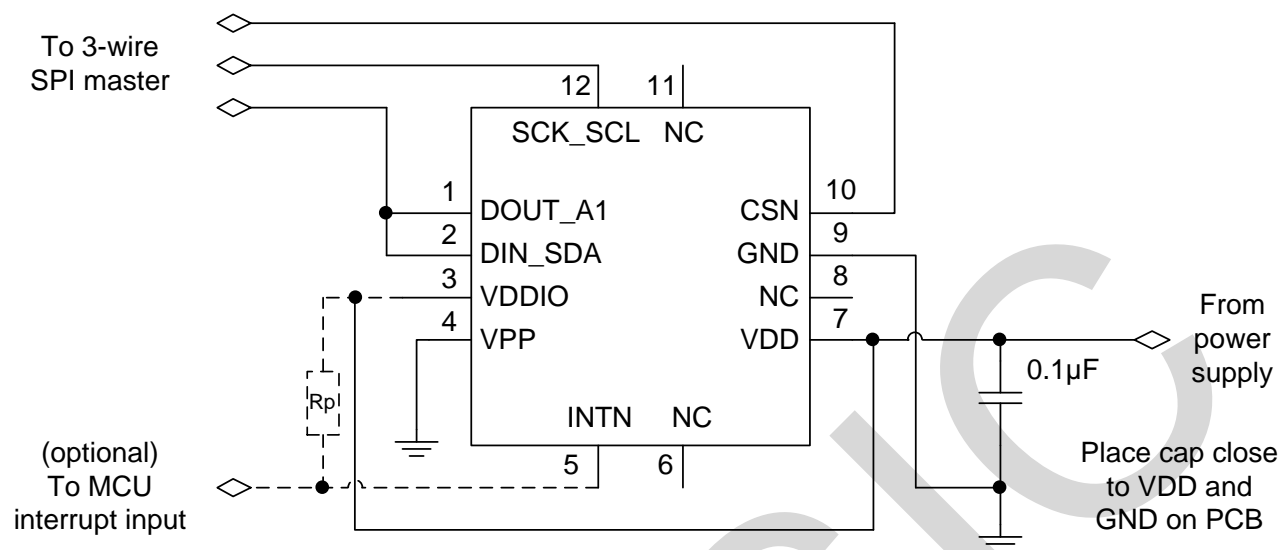 To 3-wire
SPI master
12
11
SCK_SCL
NC
1
DOUT_A1
2
DIN_SDA
3
VDDIO
4
VPP
CSN
10
GND
9
NC
8
VDD
7
INTN
NC
5
6
Rp
(optional)
To MCU
interrupt input
0.1µF
From
power
supply
Place cap close
to VDD and
GND on PCB